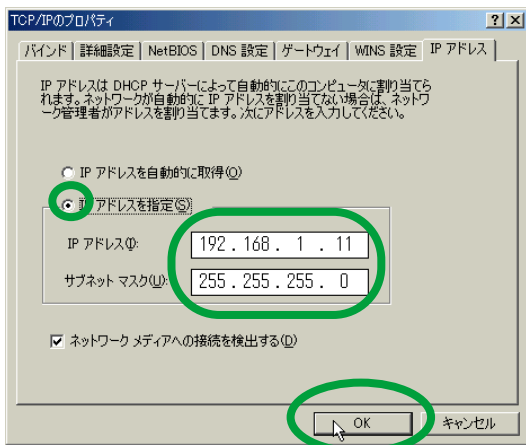 TCP/IPのプロパティ
バインド 詳細設定 NetBIOS DNS 設定 ゲートウェイ WINS 設定 IP アドレス
IP アドレスは DHCP サーバーによって自動的にこのコンピュータに割り当てら
れます。ネットワークが自動的に IP アドレスを割り当てない場合は、ネットワ
ーク管理者がアドレスを割り当てます。次にアドレスを入力してください。
IP アドレスを自動的に取得(O)
IP アドレスを指定(S)
IP アドレス(I): 192 . 168 . 1 . 11
サブネット マスク(U): 255 . 255 . 255 . 0
ネットワーク メディアへの接続を検出する(D)
OK キャンセル